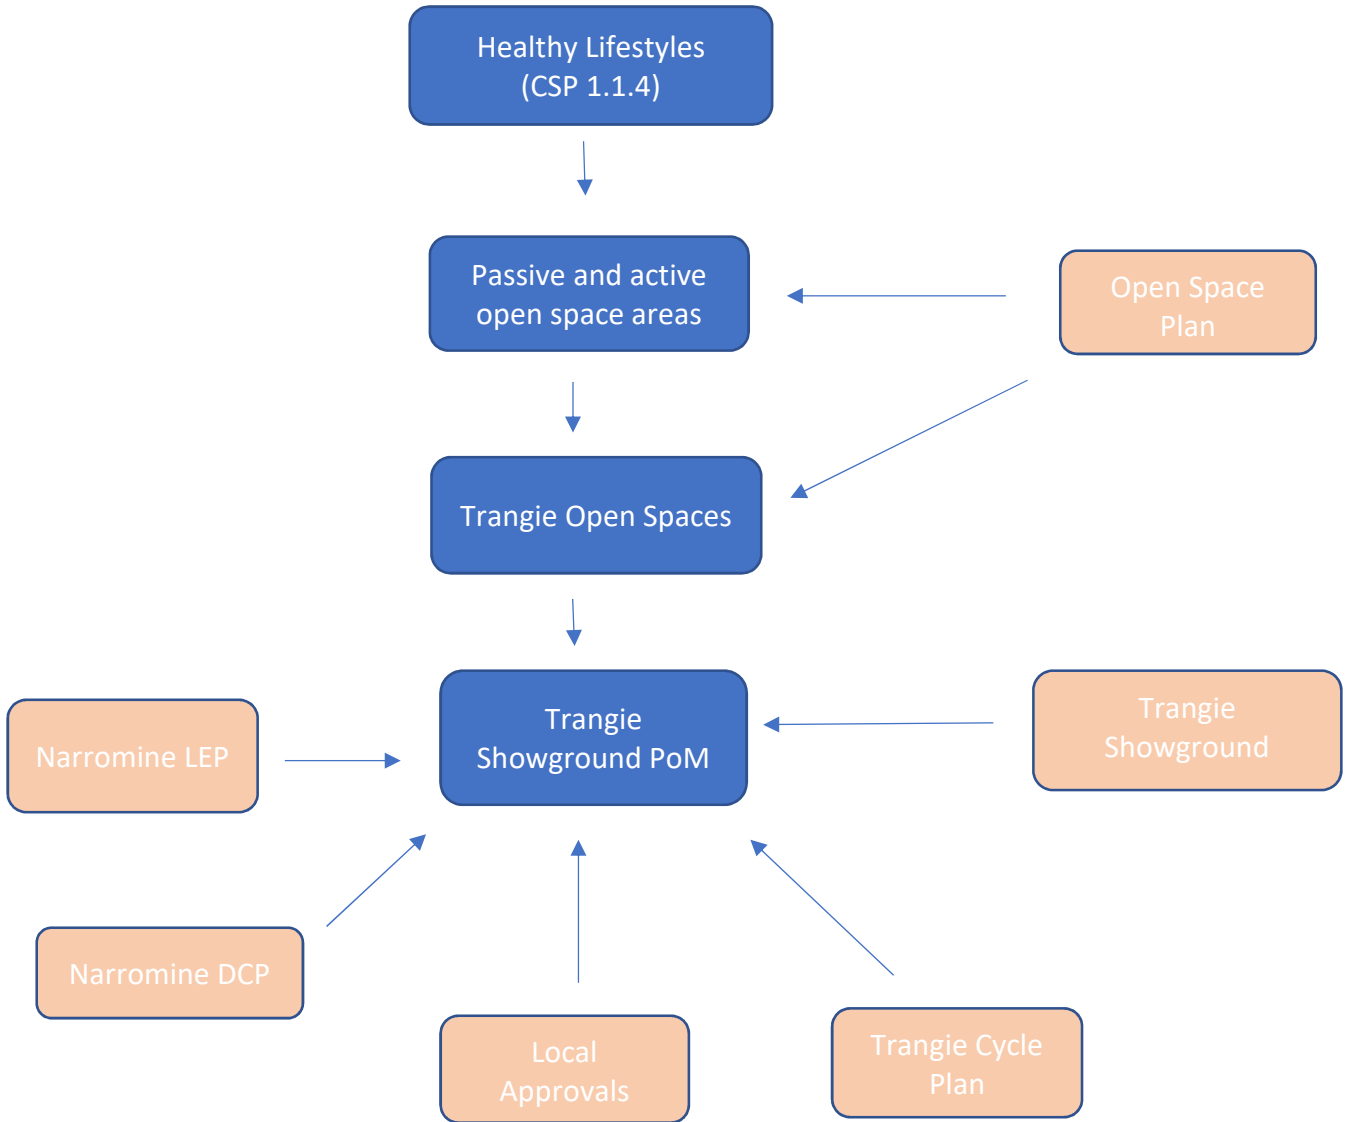 Healthy Lifestyles
(CSP 1.1.4)
Passive and active
open space areas
Open Space
Plan
Trangie Open Spaces
Trangie
Showground PoM
Trangie
Showground
Narromine LEP
Narromine DCP
Local
Approvals
Trangie Cycle
Plan